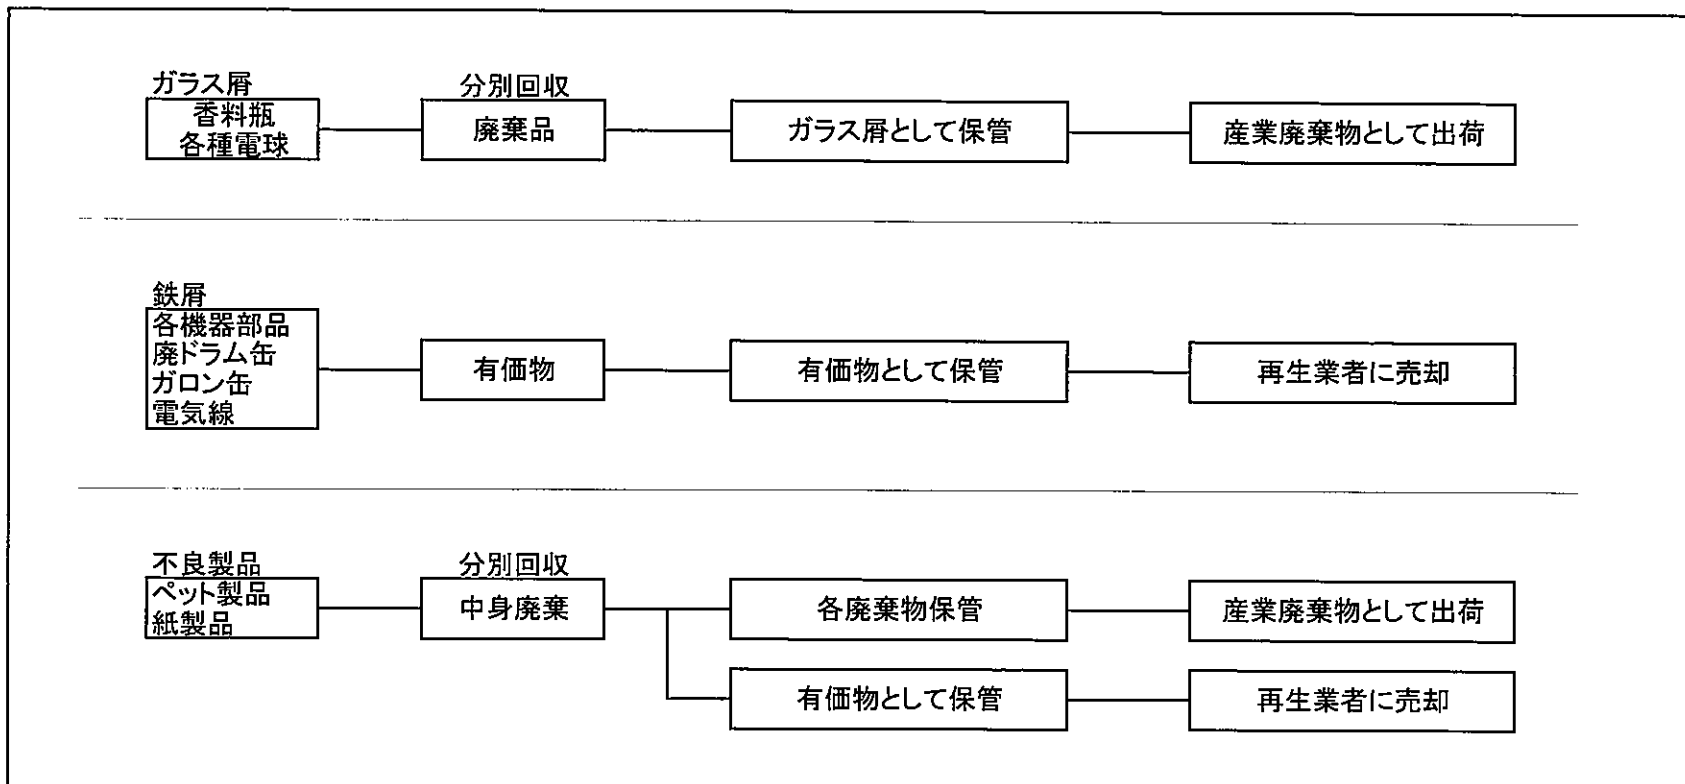 ガラス屑
香料瓶
各種電球
分別回収
廃棄品
ガラス屑として保管
産業廃棄物として出荷
鉄屑
各機器部品
廃ドラム缶
ガロン缶
電気線
有価物
有価物として保管
再生業者に売却
不良製品
ペット製品
紙製品
分別回収
中身廃棄
各廃棄物保管
産業廃棄物として出荷
有価物として保管
再生業者に売却